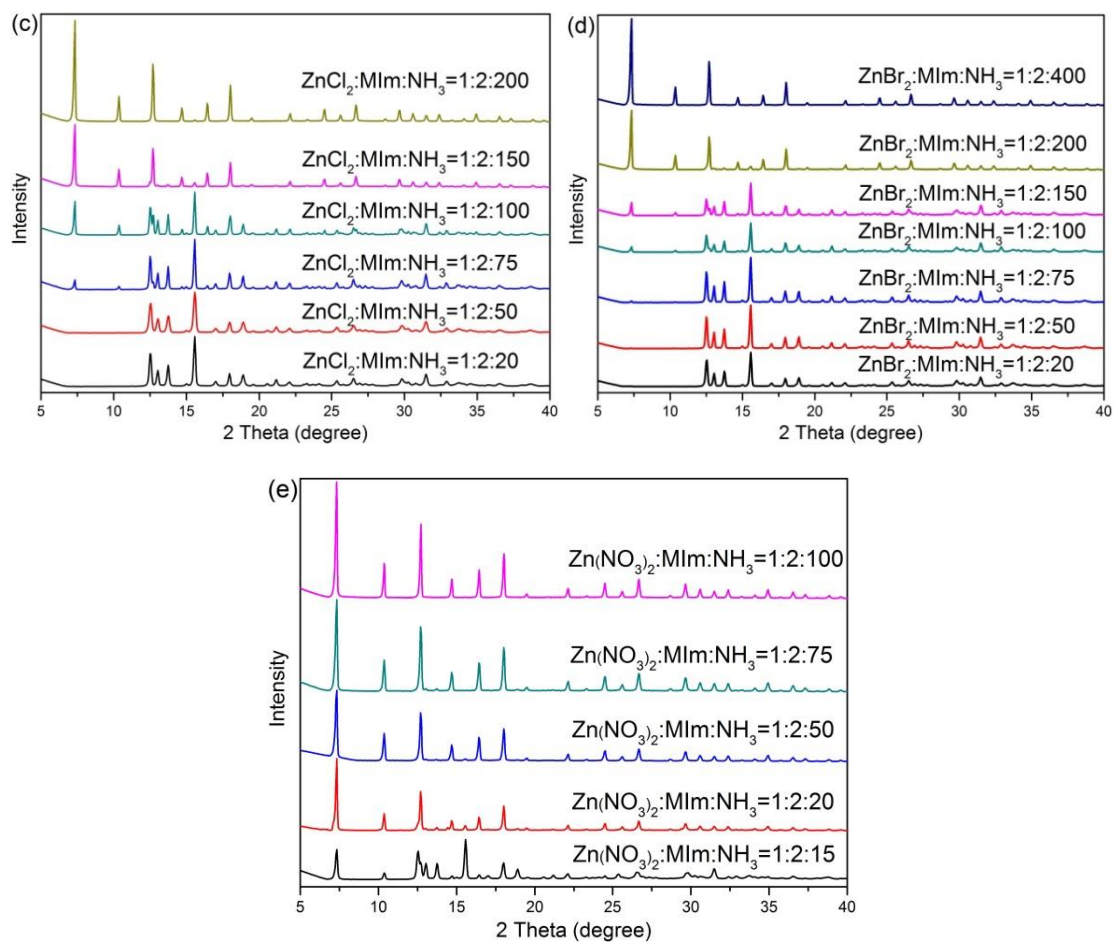 (c)
ZnCl2:MIm:NH3=1:2:200
ZnCl2:MIm:NH3=1:2:150
ZnCl2:MIm:NH3=1:2:100
ZnCl2:MIm:NH3=1:2:75
ZnCl2:MIm:NH3=1:2:50
ZnCl2:MIm:NH3=1:2:20
Intensity
5 10 15 20 25 30 35 40
2 Theta (degree)
(d)
ZnBr2:MIm:NH3=1:2:400
ZnBr2:MIm:NH3=1:2:200
ZnBr2:MIm:NH3=1:2:150
ZnBr2:MIm:NH3=1:2:100
ZnBr2:MIm:NH3=1:2:75
ZnBr2:MIm:NH3=1:2:50
ZnBr2:MIm:NH3=1:2:20
Intensity
5 10 15 20 25 30 35 40
2 Theta (degree)
(e)
Zn(NO3)2:MIm:NH3=1:2:100
Zn(NO3)2:MIm:NH3=1:2:75
Zn(NO3)2:MIm:NH3=1:2:50
Zn(NO3)2:MIm:NH3=1:2:20
Zn(NO3)2:MIm:NH3=1:2:15
Intensity
5 10 15 20 25 30 35 40
2 Theta (degree)